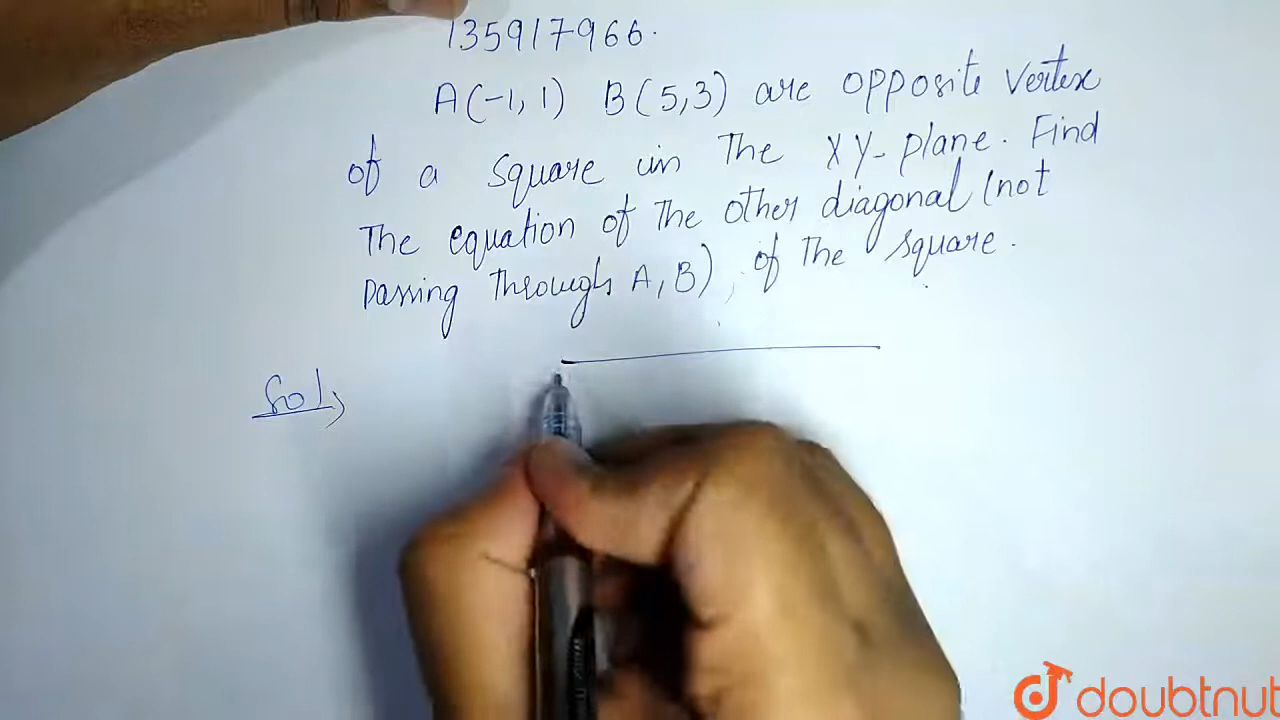 135917966.
A(-1, 1) B(5,3) are opposite vertex
of a square in The XY-plane. Find
The equation of The other diagonal (not
passing Through A, B), of The square.
Sol,
doubtnut